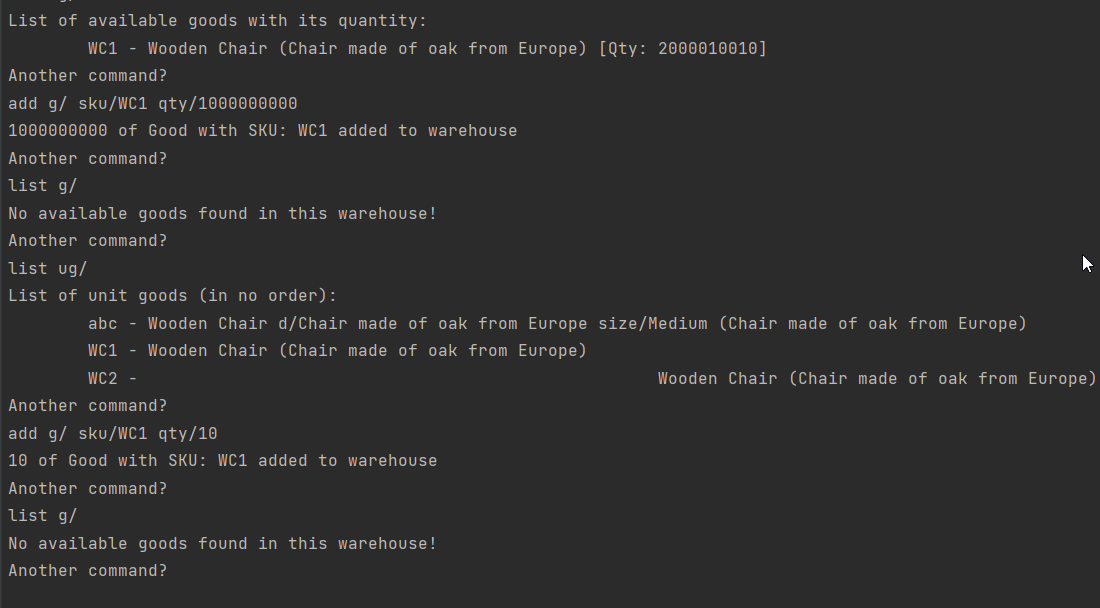 List of available goods with its quantity:
WC1 - Wooden Chair (Chair made of oak from Europe) [Qty: 2000010010]
Another command?
add g/ sku/WC1 qty/1000000000
1000000000 of Good with SKU: WC1 added to warehouse
Another command?
list g/
No available goods found in this warehouse!
Another command?
list ug/
List of unit goods (in no order):
abc - Wooden Chair d/Chair made of oak from Europe size/Medium (Chair made of oak from Europe)
WC1 - Wooden Chair (Chair made of oak from Europe)
WC2 - Wooden Chair (Chair made of oak from Europe)
Another command?
add g/ sku/WC1 qty/10
10 of Good with SKU: WC1 added to warehouse
Another command?
list g/
No available goods found in this warehouse!
Another command?